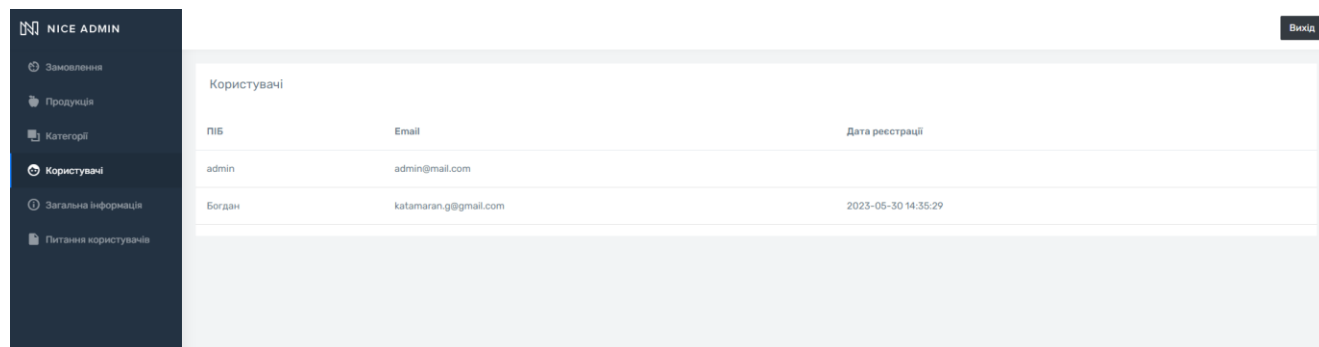 NICE ADMIN
Вихід
Замовлення
Продукція
Категорії
Користувачі
Загальна інформація
Питання користувачів
Користувачі
ПІБ Email Дата реєстрації
admin admin@mail.com
Богдан katamaran.g@gmail.com 2023-05-30 14:35:29